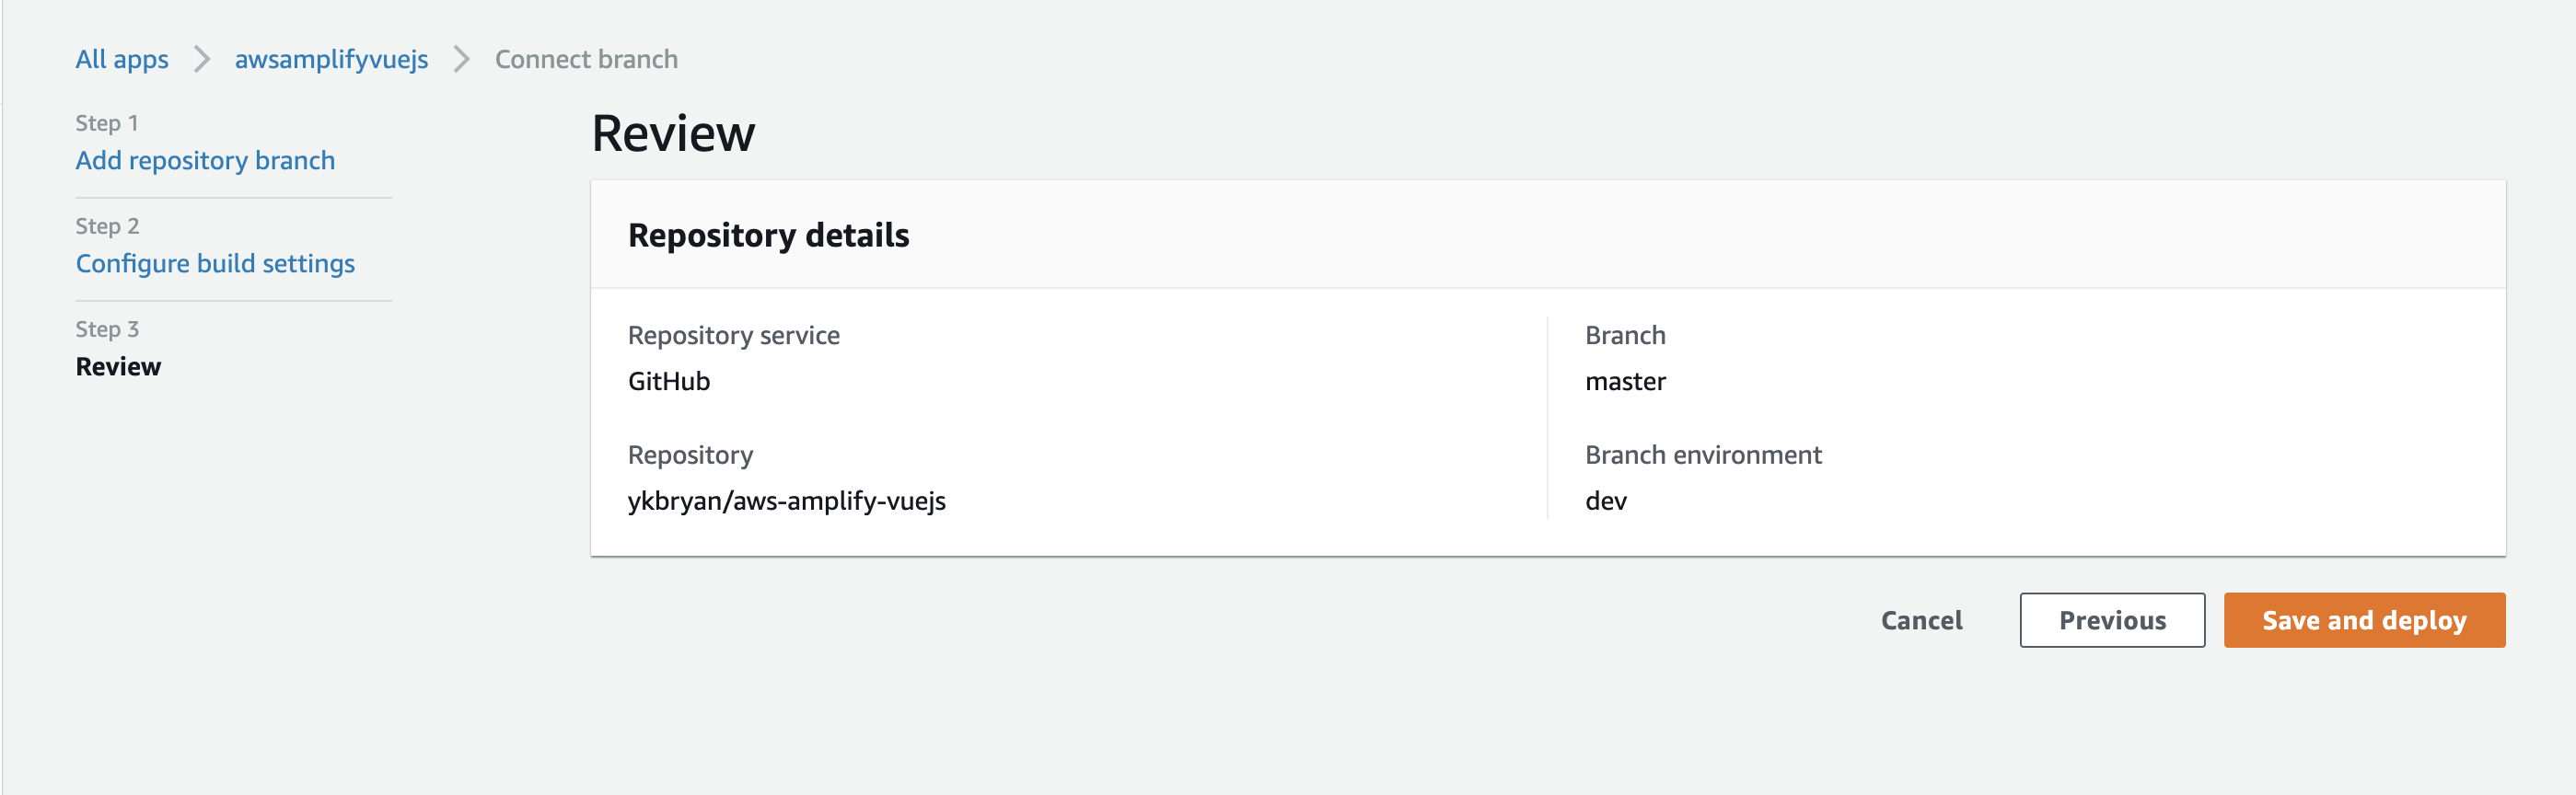 All apps > awsamplifyvuejs > Connect branch
Step 1
Add repository branch
Step 2
Configure build settings
Step 3
Review
Review
Repository details
Repository service
GitHub
Repository
ykbryan/aws-amplify-vuejs
Branch
master
Branch environment
dev
Cancel
Previous
Save and deploy